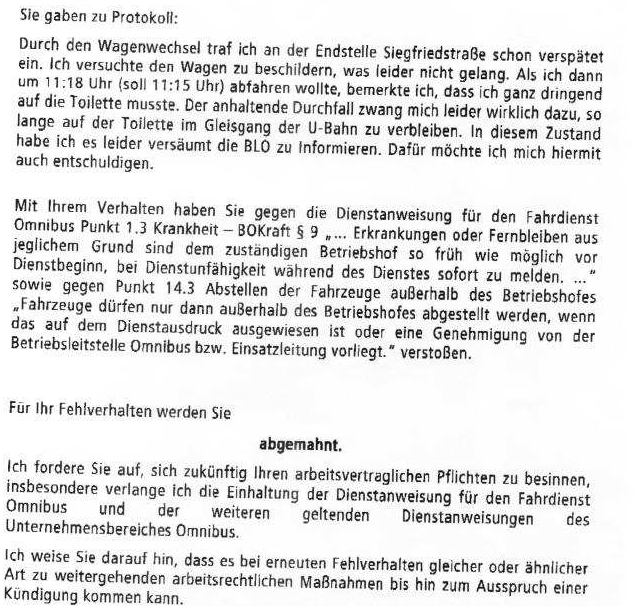 Sie gaben zu Protokoll:
Durch den Wagenwechsel traf ich an der Endstelle Siegfriedstraße schon verspätet
ein. Ich versuchte den Wagen zu beschildern, was leider nicht gelang. Als ich dann
um 11:18 Uhr (soll 11:15 Uhr) abfahren wollte, bemerkte ich, dass ich ganz dringend
auf die Toilette musste. Der anhaltende Durchfall zwang mich leider wirklich dazu, so
lange auf der Toilette im Gleisgang der U-Bahn zu verbleiben. In diesem Zustand
habe ich es leider versäumt die BLO zu Informieren. Dafür möchte ich mich hiermit
auch entschuldigen.
Mit Ihrem Verhalten haben Sie gegen die Dienstanweisung für den Fahrdienst
Omnibus Punkt 1.3 Krankheit – BOKraft § 9 „... Erkrankungen oder Fernbleiben aus
jeglichem Grund sind dem zuständigen Betriebshof so früh wie möglich vor
Dienstbeginn, bei Dienstunfähigkeit während des Dienstes sofort zu melden. ...“
sowie gegen Punkt 14.3 Abstellen der Fahrzeuge außerhalb des Betriebshofes
„Fahrzeuge dürfen nur dann außerhalb des Betriebshofes abgestellt werden, wenn
das auf dem Dienstausdruck ausgewiesen ist oder eine Genehmigung von der
Betriebsleitstelle Omnibus bzw. Einsatzleitung vorliegt.“ verstoßen.
Für Ihr Fehlverhalten werden Sie
abgemahnt.
Ich fordere Sie auf, sich zukünftig Ihren arbeitsvertraglichen Pflichten zu besinnen,
insbesondere verlange ich die Einhaltung der Dienstanweisung für den Fahrdienst
Omnibus und der weiteren geltenden Dienstanweisungen des
Unternehmensbereiches Omnibus.
Ich weise Sie darauf hin, dass es bei erneuten Fehlverhalten gleicher oder ähnlicher
Art zu weitergehenden arbeitsrechtlichen Maßnahmen bis hin zum Ausspruch einer
Kündigung kommen kann.